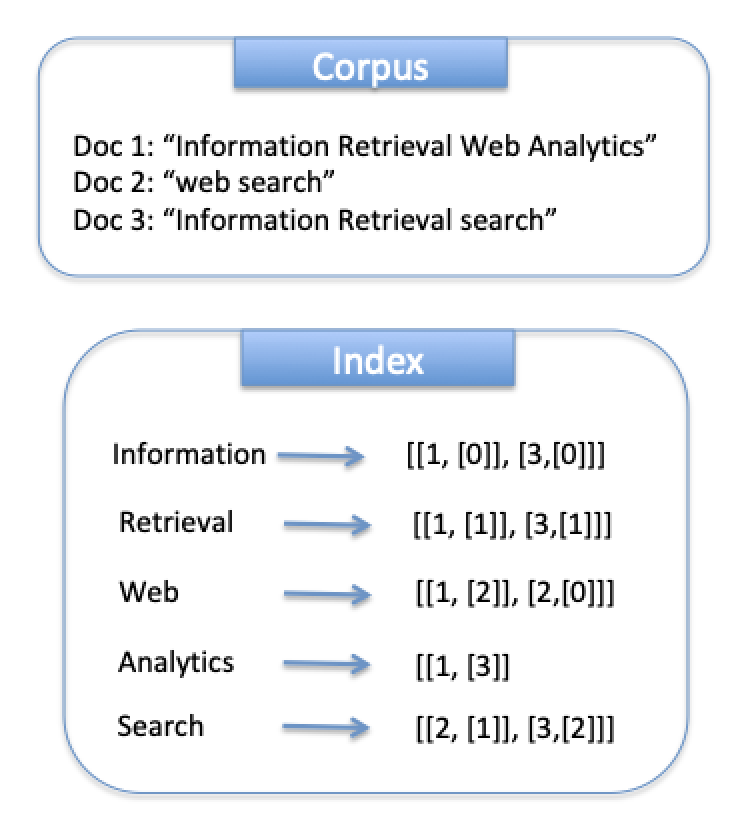 Corpus
Doc 1: “Information Retrieval Web Analytics”
Doc 2: “web search”
Doc 3: “Information Retrieval search”
Index
Information [[1, [0]], [3,[0]]]
Retrieval [[1, [1]], [3,[1]]]
Web [[1, [2]], [2,[0]]]
Analytics [[1, [3]]
Search [[2, [1]], [3,[2]]]